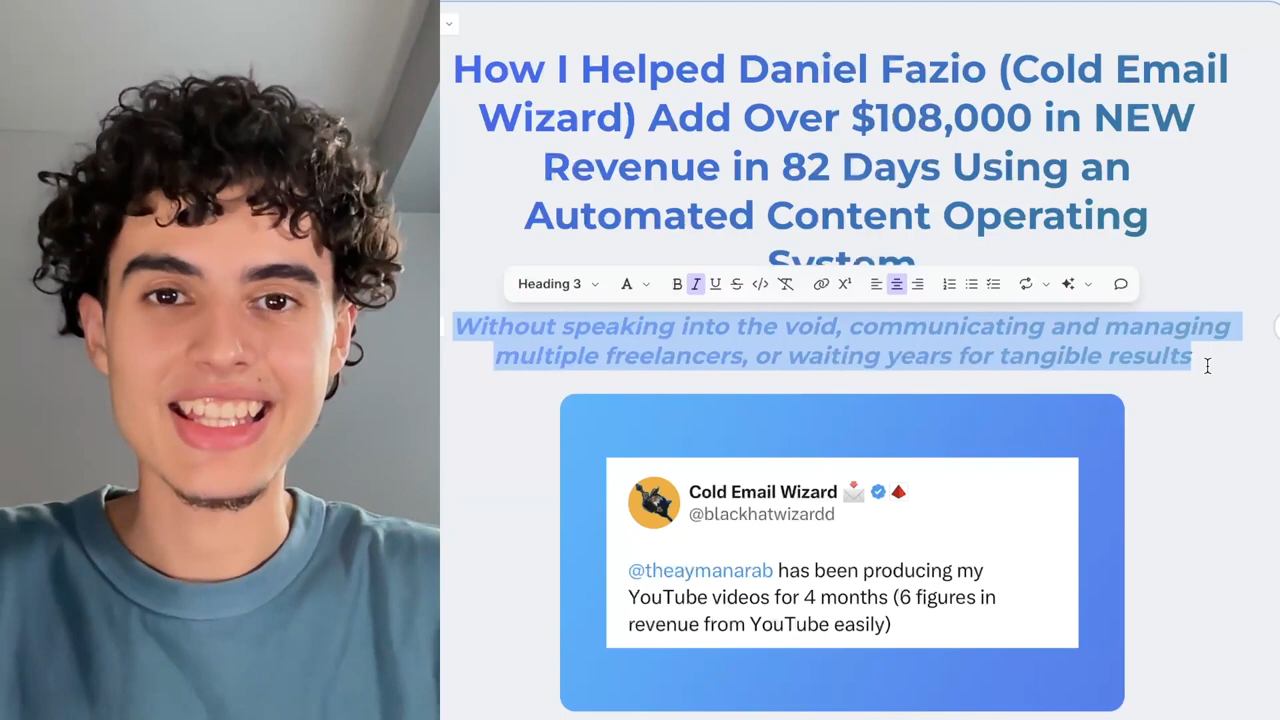 How I Helped Daniel Fazio (Cold Email
Wizard) Add Over $108,000 in NEW
Revenue in 82 Days Using an
Automated Content Operating
System
Heading 3
Without speaking into the void, communicating and managing
multiple freelancers, or waiting years for tangible results
Cold Email Wizard
@blackhatwizardd
@theaymanarab has been producing my
YouTube videos for 4 months (6 figures in
revenue from YouTube easily)